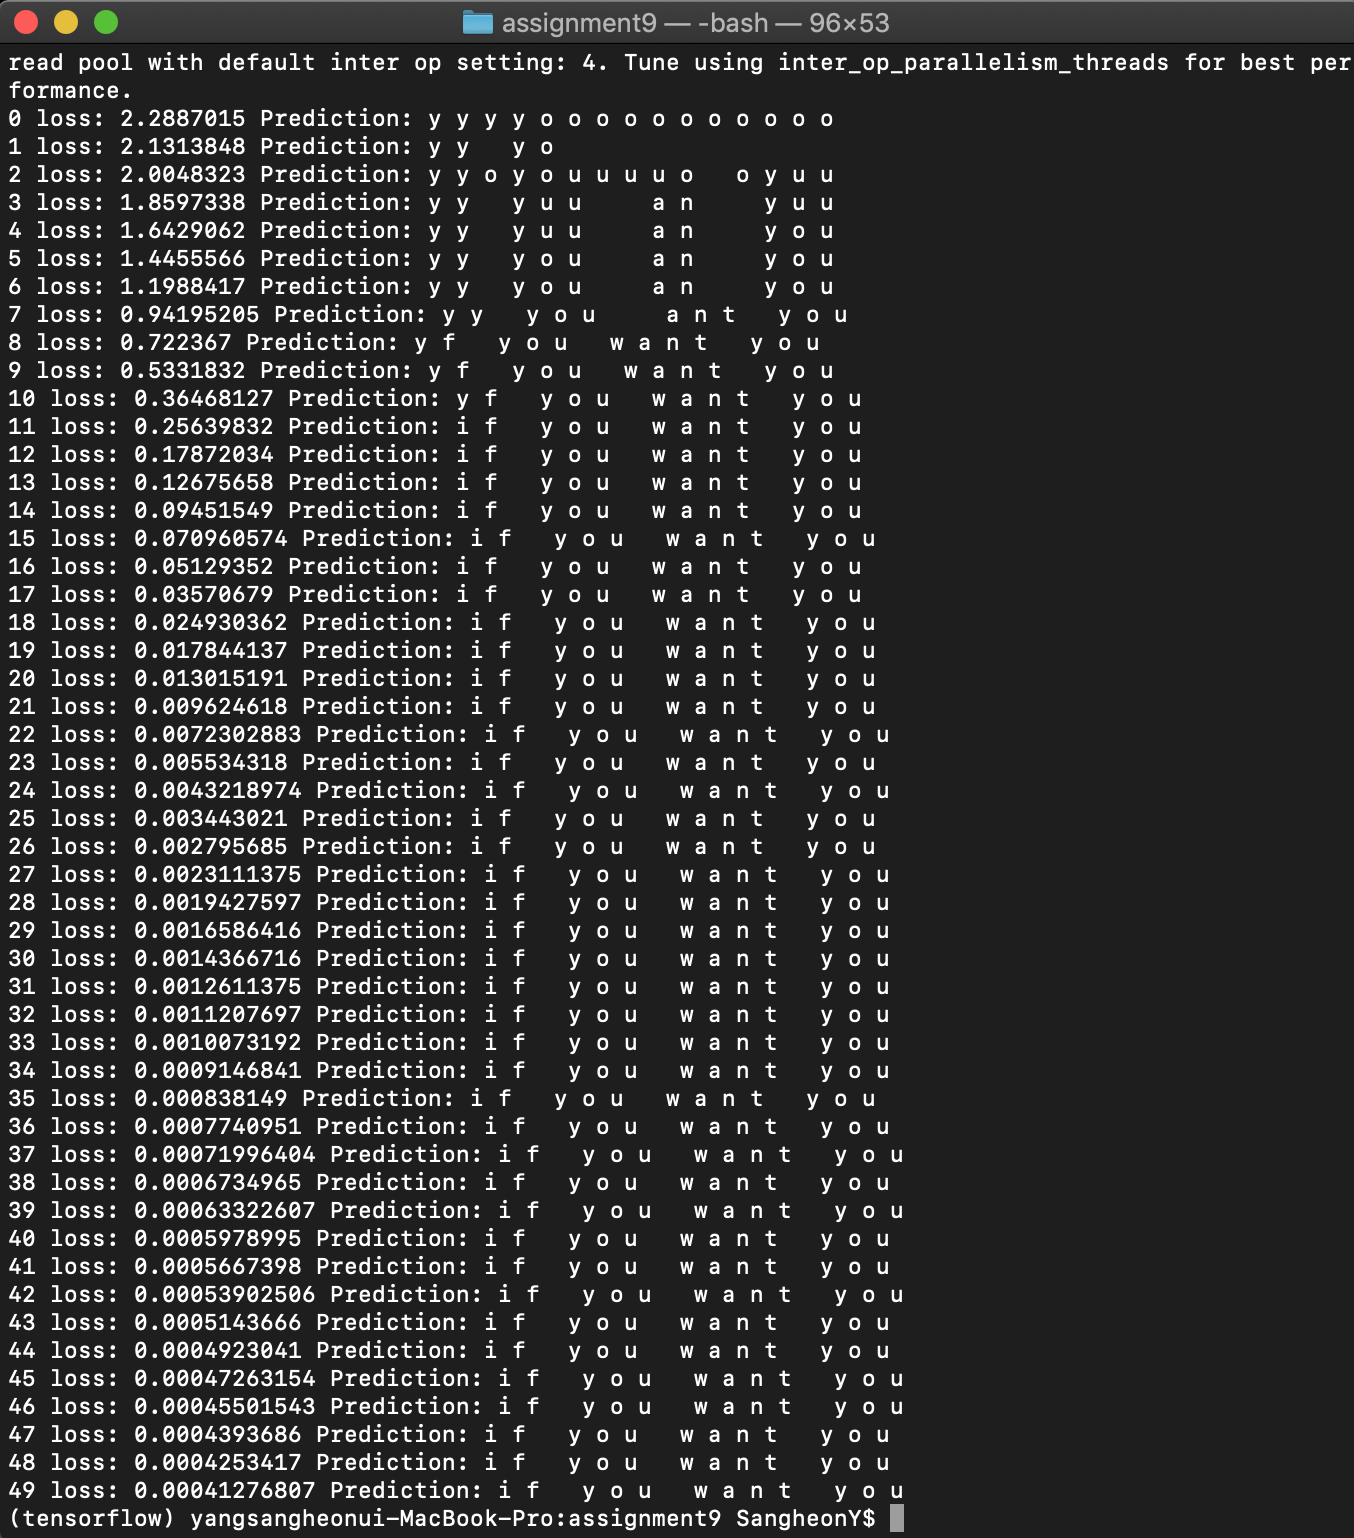 assignment9 — -bash — 96×53
read pool with default inter op setting: 4. Tune using inter_op_parallelism_threads for best per
formance.
0 loss: 2.2887015 Prediction: y y y y o o o o o o o o o o o
1 loss: 2.1313848 Prediction: y y   y o
2 loss: 2.0048323 Prediction: y y o y o u u u u o   o y u u
3 loss: 1.8597338 Prediction: y y   y u u     a n     y u u
4 loss: 1.6429062 Prediction: y y   y u u     a n     y o u
5 loss: 1.4455566 Prediction: y y   y o u     a n     y o u
6 loss: 1.1988417 Prediction: y y   y o u     a n     y o u
7 loss: 0.94195205 Prediction: y y   y o u     a n t   y o u
8 loss: 0.722367 Prediction: y f   y o u   w a n t   y o u
9 loss: 0.5331832 Prediction: y f   y o u   w a n t   y o u
10 loss: 0.36468127 Prediction: y f   y o u   w a n t   y o u
11 loss: 0.25639832 Prediction: i f   y o u   w a n t   y o u
12 loss: 0.17872034 Prediction: i f   y o u   w a n t   y o u
13 loss: 0.12675658 Prediction: i f   y o u   w a n t   y o u
14 loss: 0.09451549 Prediction: i f   y o u   w a n t   y o u
15 loss: 0.070960574 Prediction: i f   y o u   w a n t   y o u
16 loss: 0.05129352 Prediction: i f   y o u   w a n t   y o u
17 loss: 0.03570679 Prediction: i f   y o u   w a n t   y o u
18 loss: 0.024930362 Prediction: i f   y o u   w a n t   y o u
19 loss: 0.017844137 Prediction: i f   y o u   w a n t   y o u
20 loss: 0.013015191 Prediction: i f   y o u   w a n t   y o u
21 loss: 0.009624618 Prediction: i f   y o u   w a n t   y o u
22 loss: 0.0072302883 Prediction: i f   y o u   w a n t   y o u
23 loss: 0.005534318 Prediction: i f   y o u   w a n t   y o u
24 loss: 0.0043218974 Prediction: i f   y o u   w a n t   y o u
25 loss: 0.003443021 Prediction: i f   y o u   w a n t   y o u
26 loss: 0.002795685 Prediction: i f   y o u   w a n t   y o u
27 loss: 0.0023111375 Prediction: i f   y o u   w a n t   y o u
28 loss: 0.0019427597 Prediction: i f   y o u   w a n t   y o u
29 loss: 0.0016586416 Prediction: i f   y o u   w a n t   y o u
30 loss: 0.0014366716 Prediction: i f   y o u   w a n t   y o u
31 loss: 0.0012611375 Prediction: i f   y o u   w a n t   y o u
32 loss: 0.0011207697 Prediction: i f   y o u   w a n t   y o u
33 loss: 0.0010073192 Prediction: i f   y o u   w a n t   y o u
34 loss: 0.0009146841 Prediction: i f   y o u   w a n t   y o u
35 loss: 0.000838149 Prediction: i f   y o u   w a n t   y o u
36 loss: 0.0007740951 Prediction: i f   y o u   w a n t   y o u
37 loss: 0.00071996404 Prediction: i f   y o u   w a n t   y o u
38 loss: 0.0006734965 Prediction: i f   y o u   w a n t   y o u
39 loss: 0.00063322607 Prediction: i f   y o u   w a n t   y o u
40 loss: 0.0005978995 Prediction: i f   y o u   w a n t   y o u
41 loss: 0.0005667398 Prediction: i f   y o u   w a n t   y o u
42 loss: 0.00053902506 Prediction: i f   y o u   w a n t   y o u
43 loss: 0.0005143666 Prediction: i f   y o u   w a n t   y o u
44 loss: 0.0004923041 Prediction: i f   y o u   w a n t   y o u
45 loss: 0.00047263154 Prediction: i f   y o u   w a n t   y o u
46 loss: 0.00045501543 Prediction: i f   y o u   w a n t   y o u
47 loss: 0.0004393686 Prediction: i f   y o u   w a n t   y o u
48 loss: 0.0004253417 Prediction: i f   y o u   w a n t   y o u
49 loss: 0.00041276807 Prediction: i f   y o u   w a n t   y o u
(tensorflow) yangsangheonui-MacBook-Pro:assignment9 SangheonY$